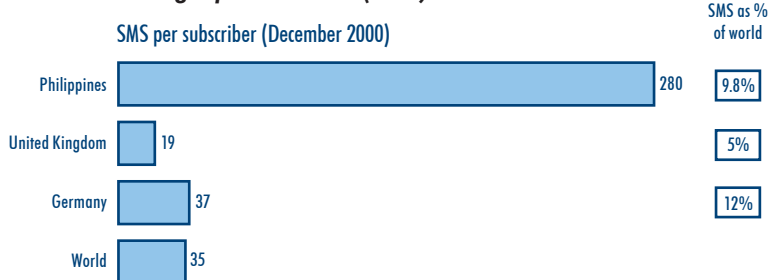 SMS per subscriber (December 2000)
SMS as %
of world
Philippines 280 9.8%
United Kingdom 19 5%
Germany 37 12%
World 35